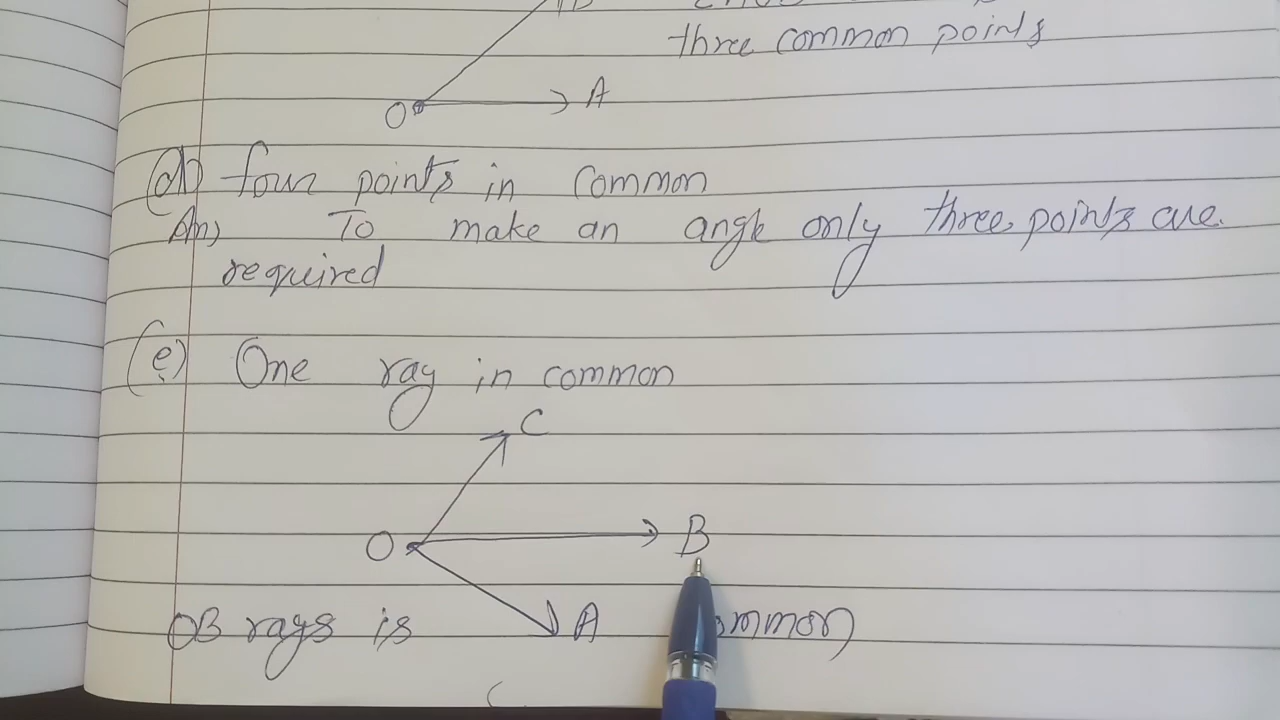 three common points
O A
(d) four points in common
Ans To make an angle only three points are
required
(e) One ray in common
C
O B
OB rays is A ommon